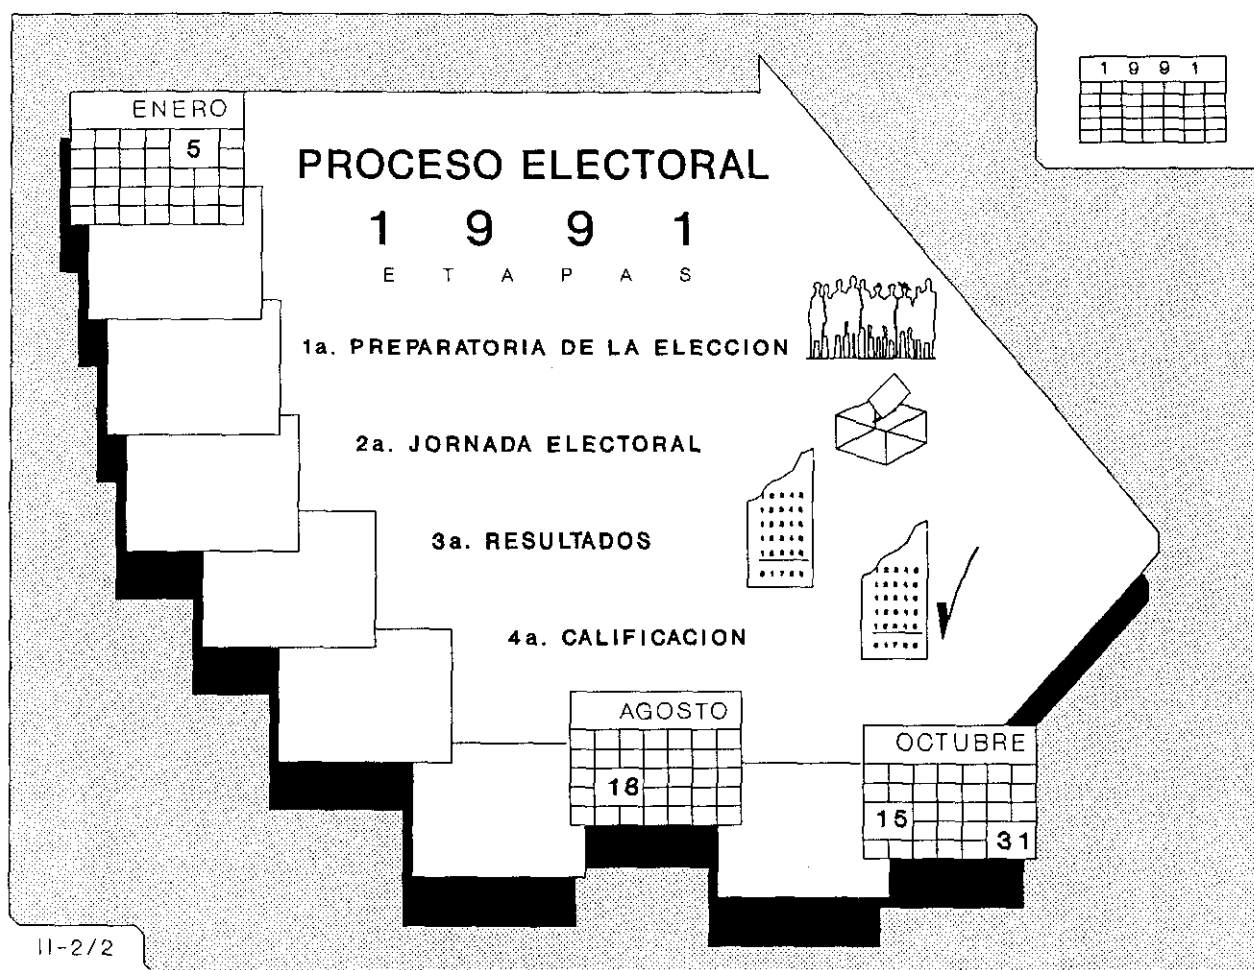 1 9 9 1
ENERO
5
PROCESO ELECTORAL
1 9 9 1
E T A P A S
1a. PREPARATORIA DE LA ELECCION
2a. JORNADA ELECTORAL
3a. RESULTADOS
4a. CALIFICACION
AGOSTO
18
OCTUBRE
15
31
II-2/2